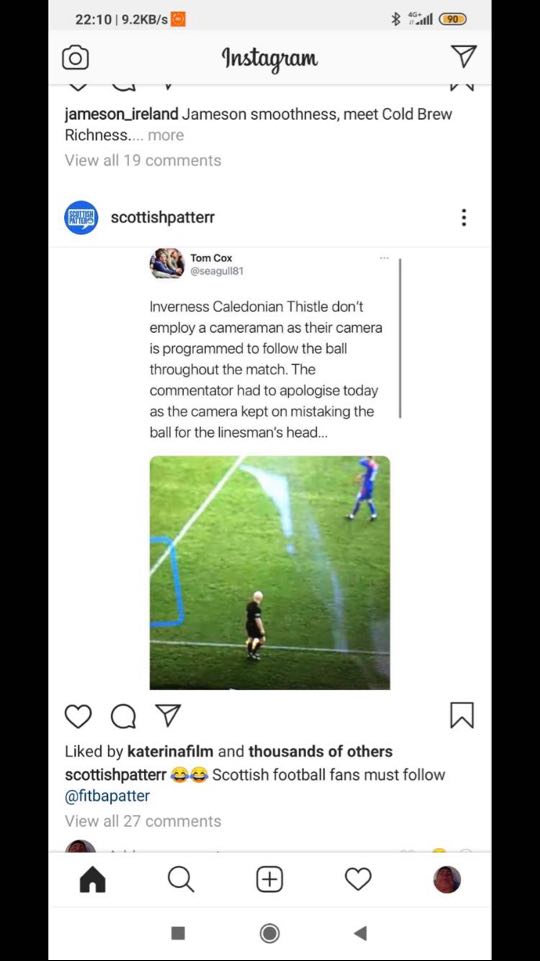 22:10 | 9.2KB/s
4G+
90
Instagram
jameson_ireland Jameson smoothness, meet Cold Brew
Richness.... more
View all 19 comments
SCOTTISH
PATTER
scottishpatterr
Tom Cox
@seagull81
Inverness Caledonian Thistle don't
employ a cameraman as their camera
is programmed to follow the ball
throughout the match. The
commentator had to apologise today
as the camera kept on mistaking the
ball for the linesman's head...
Liked by katerinafilm and thousands of others
scottishpatterr 😂😂 Scottish football fans must follow
@fitbapatter
View all 27 comments